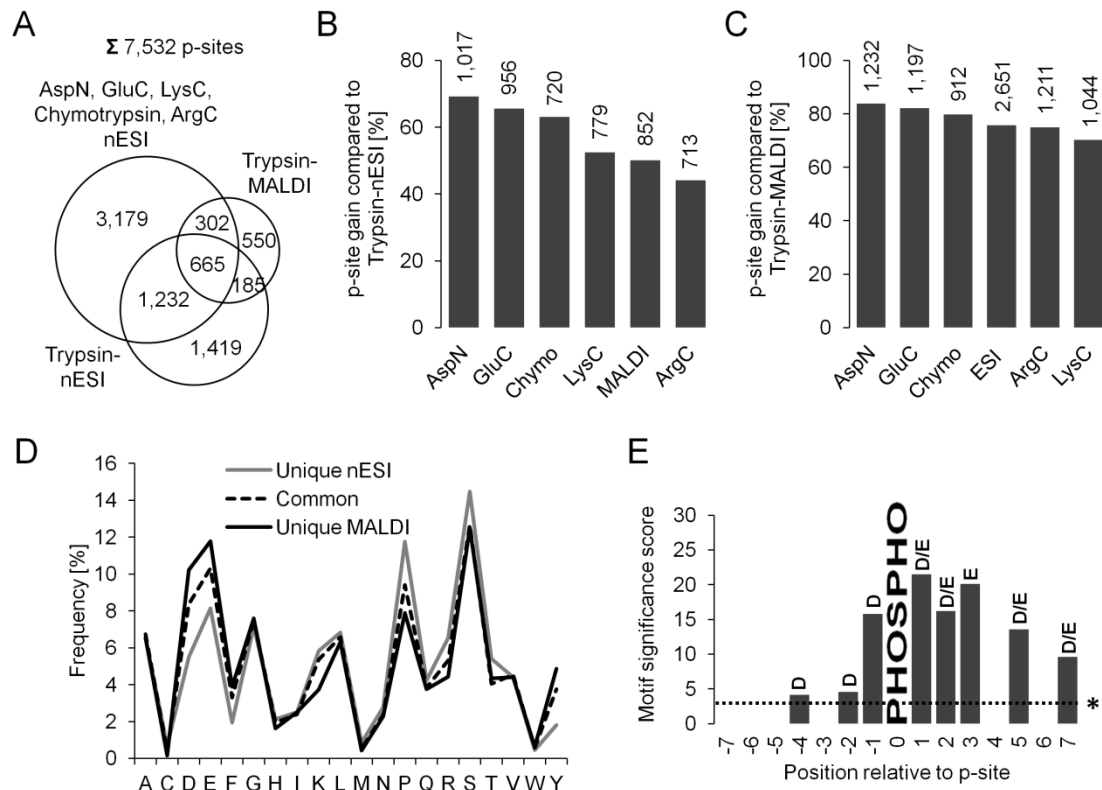 A
Σ 7,532 p-sites
AspN, GluC, LysC,
Chymotrypsin, ArgC
nESI
Trypsin-
MALDI
3,179
302
550
665
185
1,232
1,419
Trypsin-
nESI
B
p-site gain compared to
Trypsin-nESI [%]
80
60
40
20
0
1,017
956
720
779
852
713
AspN
GluC
Chymo
LysC
MALDI
ArgC
C
p-site gain compared to
Trypsin-MALDI [%]
100
80
60
40
20
0
1,232
1,197
912
2,651
1,211
1,044
AspN
GluC
Chymo
ESI
ArgC
LysC
D
Unique nESI
Common
Unique MALDI
Frequency [%]
16
14
12
10
8
6
4
2
0
A C D E F G H I K L M N P Q R S T V W Y
E
Motif significance score
30
25
20
15
10
5
0
D
D
D
PHOSPHO
D/E
D/E
E
D/E
D/E
*
-7 -6 -5 -4 -3 -2 -1 0 1 2 3 4 5 6 7
Position relative to p-site